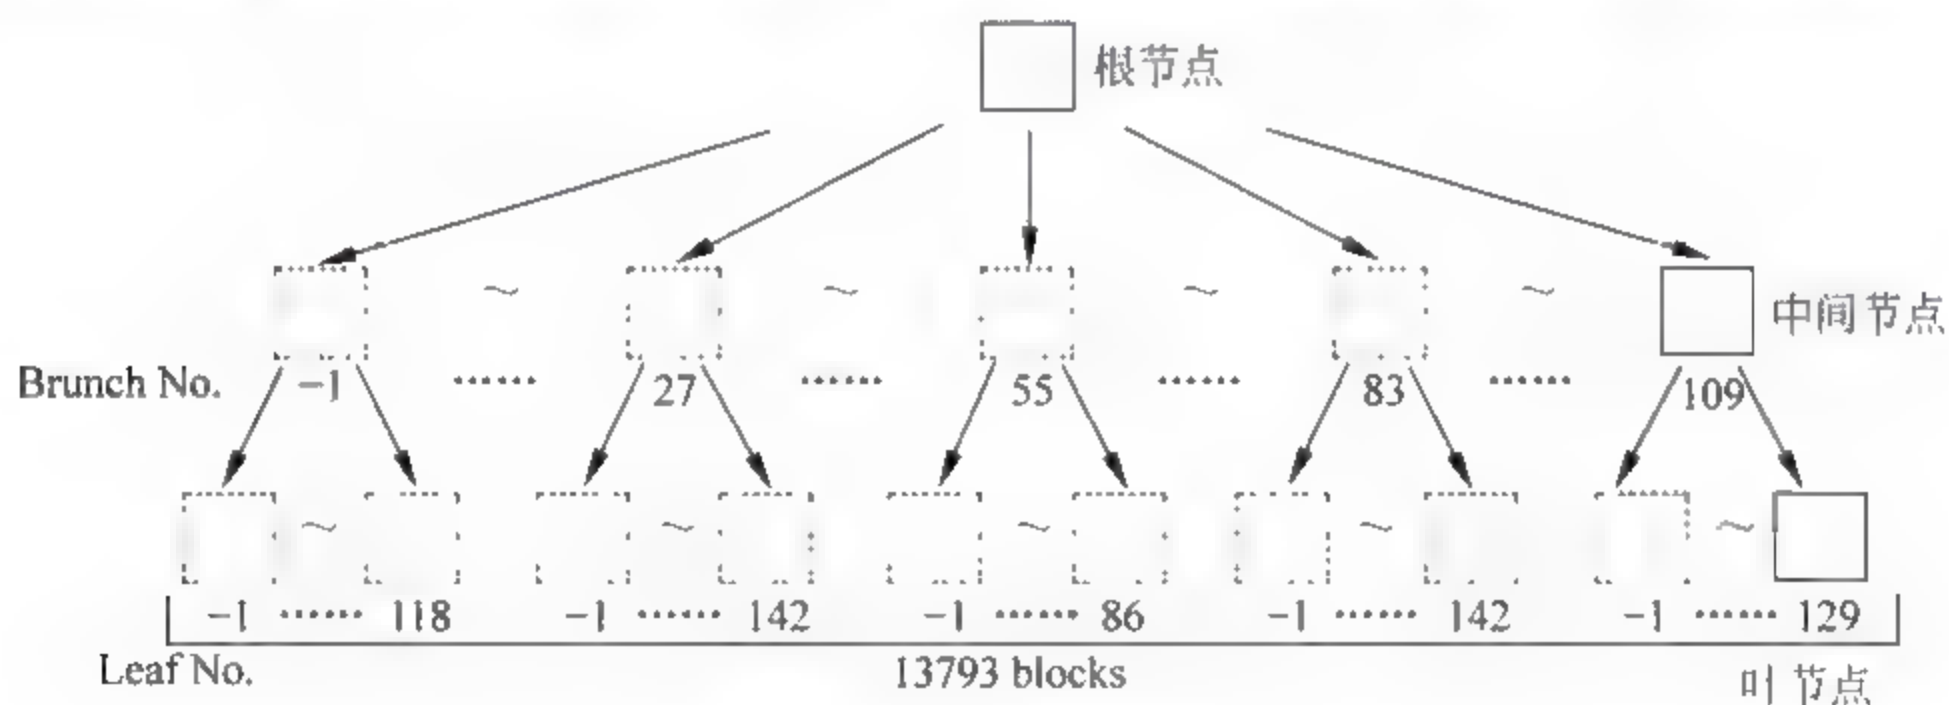 根节点
~ ~ ~ ~
中间节点
Brunch No. -1 ...... 27 ...... 55 ...... 83 ...... 109
~ ~ ~ ~ ~
-1 ...... 118 -1 ...... 142 -1 ...... 86 -1 ...... 142 -1 ...... 129
Leaf No. 13793 blocks 叶节点